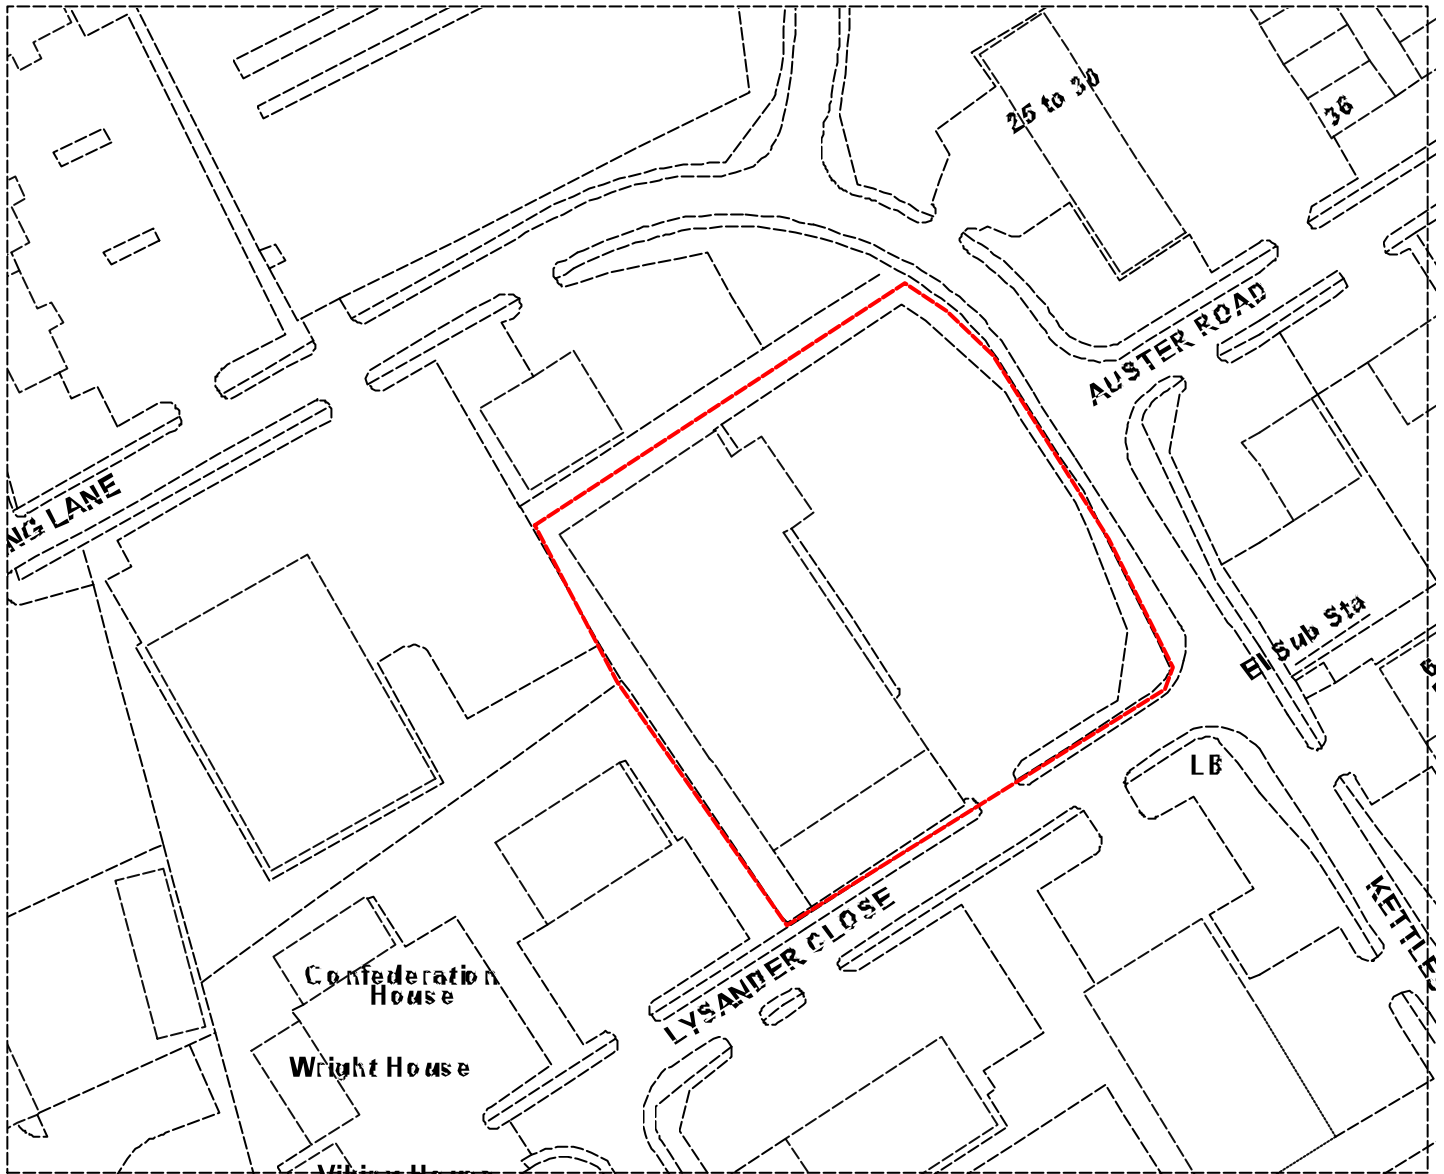 25 to 30
36
AUSTER ROAD
NG LANE
El Sub Sta
LB
LYSANDER CLOSE
Confederation
House
Wright House